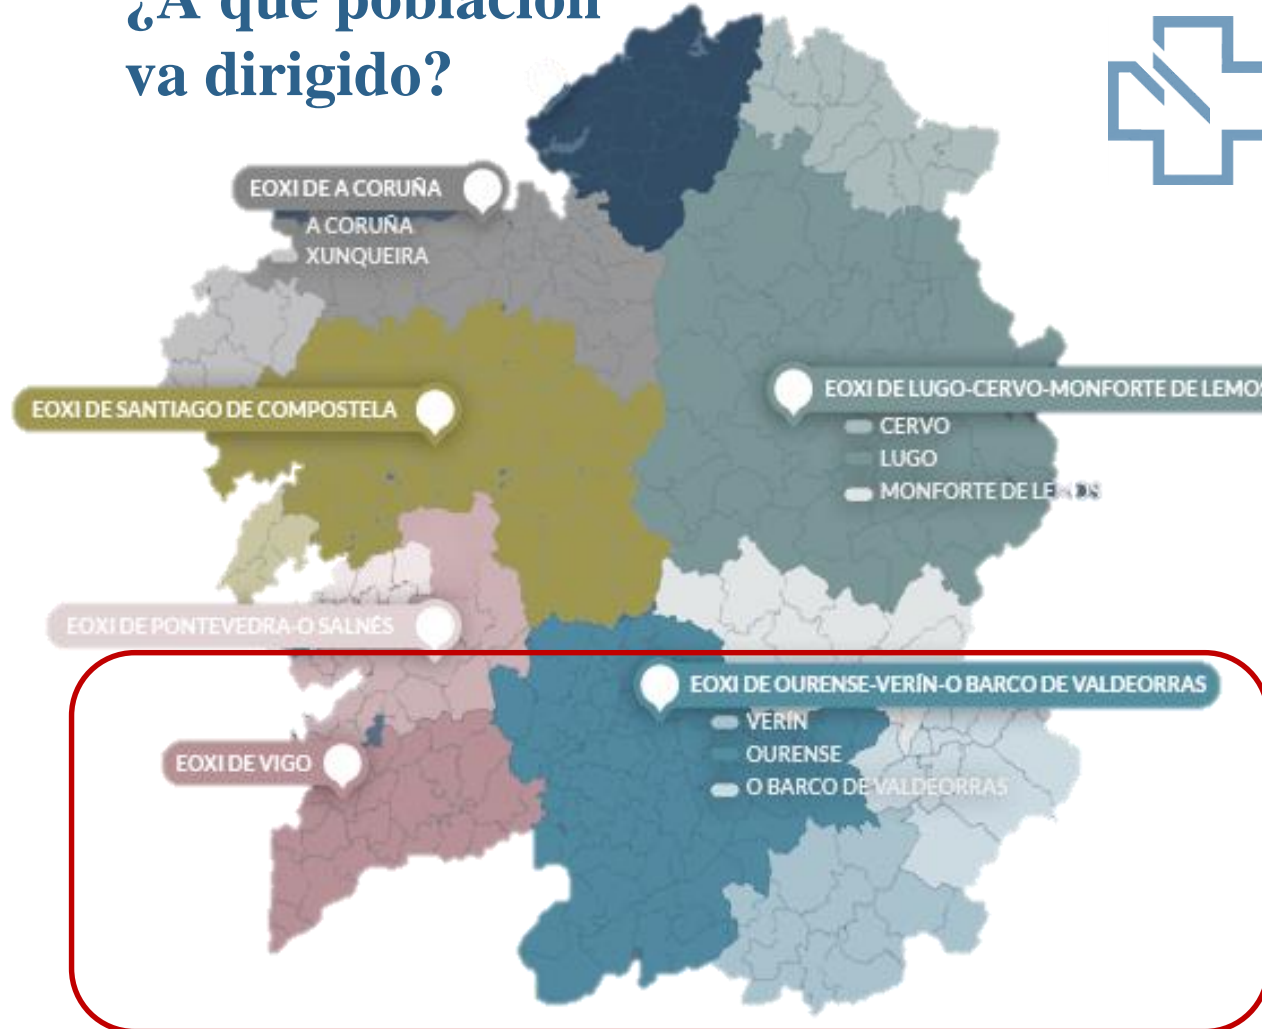 ¿A qué población
va dirigido?
EOXI DE A CORUÑA
A CORUÑA
XUNQUEIRA
EOXI DE SANTIAGO DE COMPOSTELA
EOXI DE LUGO-CERVO-MONFORTE DE LEMOS
CERVO
LUGO
MONFORTE DE LEMOS
EOXI DE PONTEVEDRA-O SALNÉS
EOXI DE OURENSE-VERÍN-O BARCO DE VALDEORRAS
VERÍN
OURENSE
O BARCO DE VALDEORRAS
EOXI DE VIGO